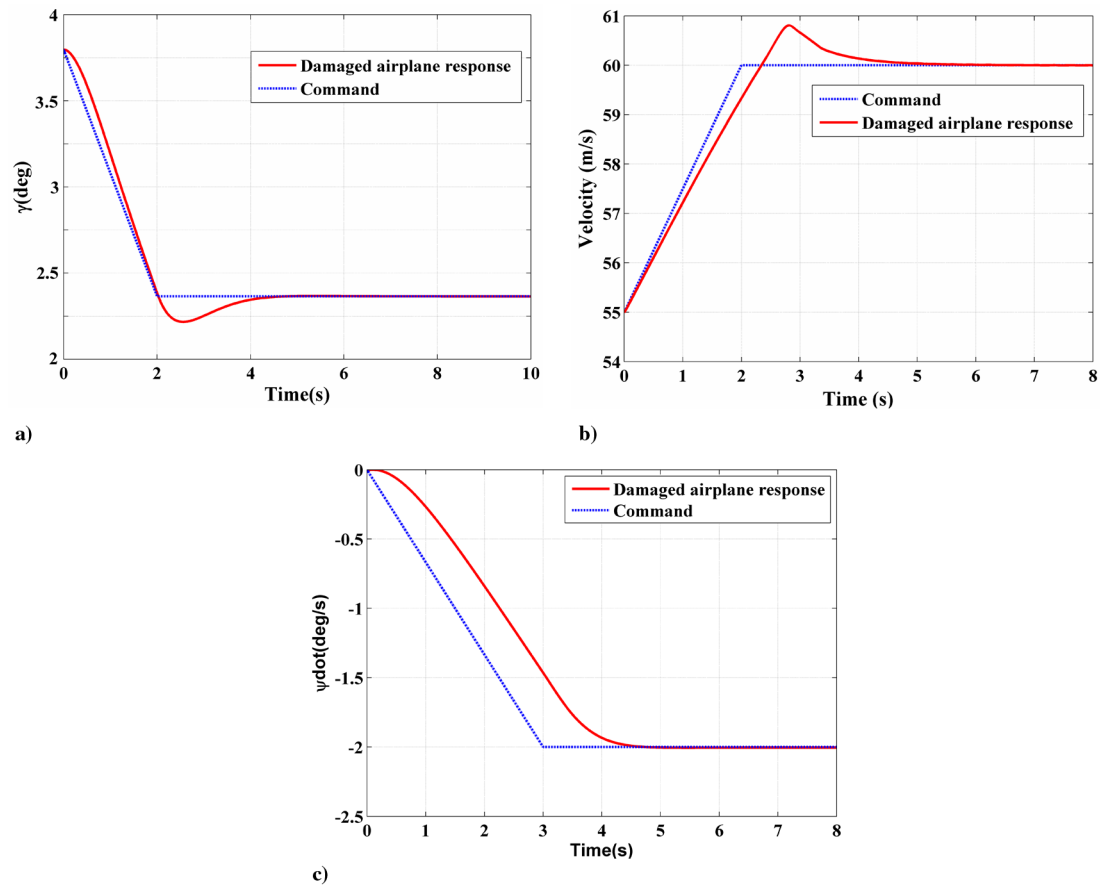 4
3.5
3
2.5
2
γ(deg)
0
2
4
6
8
10
Time(s)
Damaged airplane response
Command
a)
61
60
59
58
57
56
55
54
Velocity (m/s)
0
1
2
3
4
5
6
7
8
Time (s)
Command
Damaged airplane response
b)
0
-0.5
-1
-1.5
-2
-2.5
ψdot(deg/s)
0
1
2
3
4
5
6
7
8
Time(s)
Damaged airplane response
Command
c)